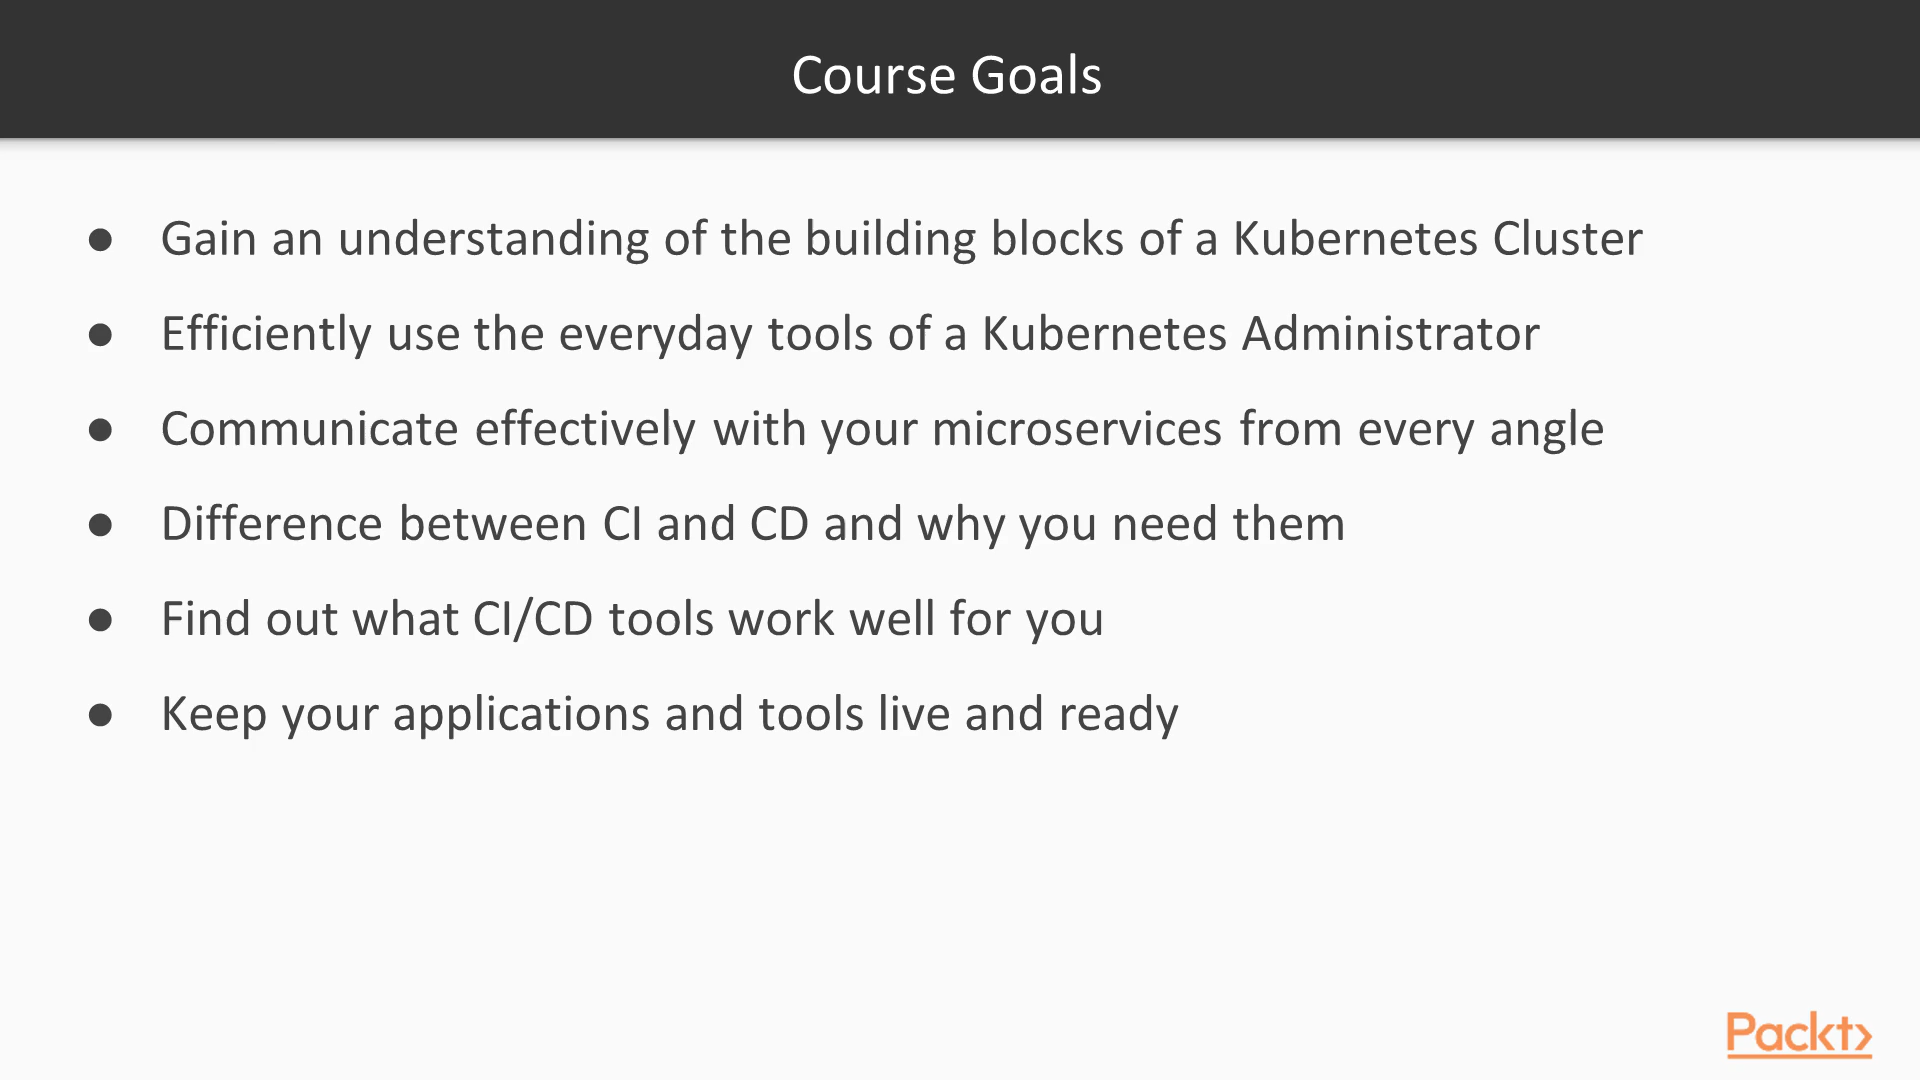 Course Goals
● Gain an understanding of the building blocks of a Kubernetes Cluster
● Efficiently use the everyday tools of a Kubernetes Administrator
● Communicate effectively with your microservices from every angle
● Difference between CI and CD and why you need them
● Find out what CI/CD tools work well for you
● Keep your applications and tools live and ready
Packt>